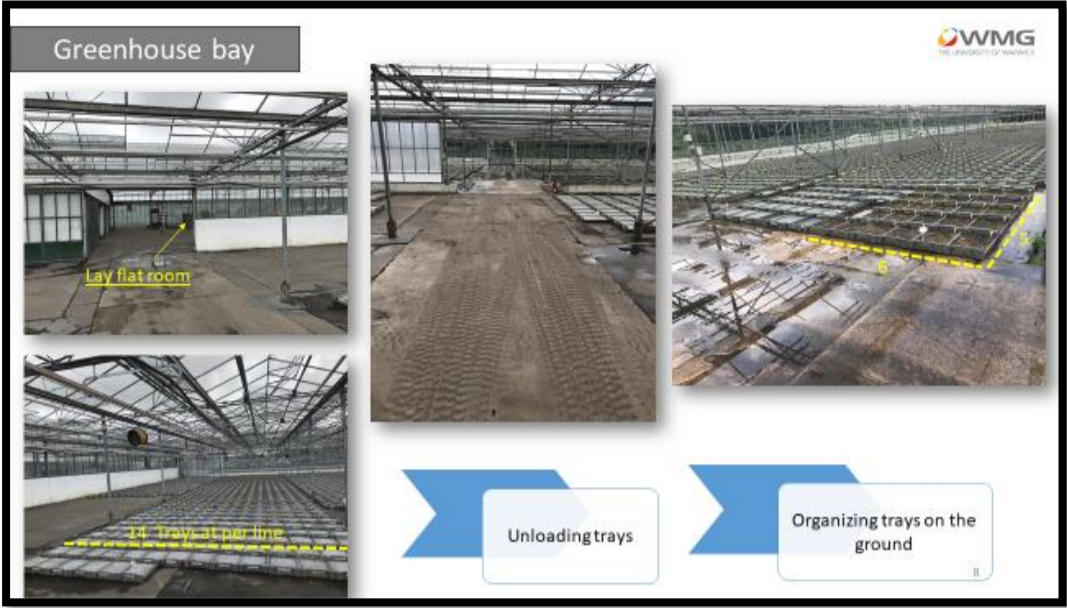 Greenhouse bay
WMG
THE UNIVERSITY OF WARWICK
Lay flat room
6
14 Trays at per line
Unloading trays
Organizing trays on the
ground
8